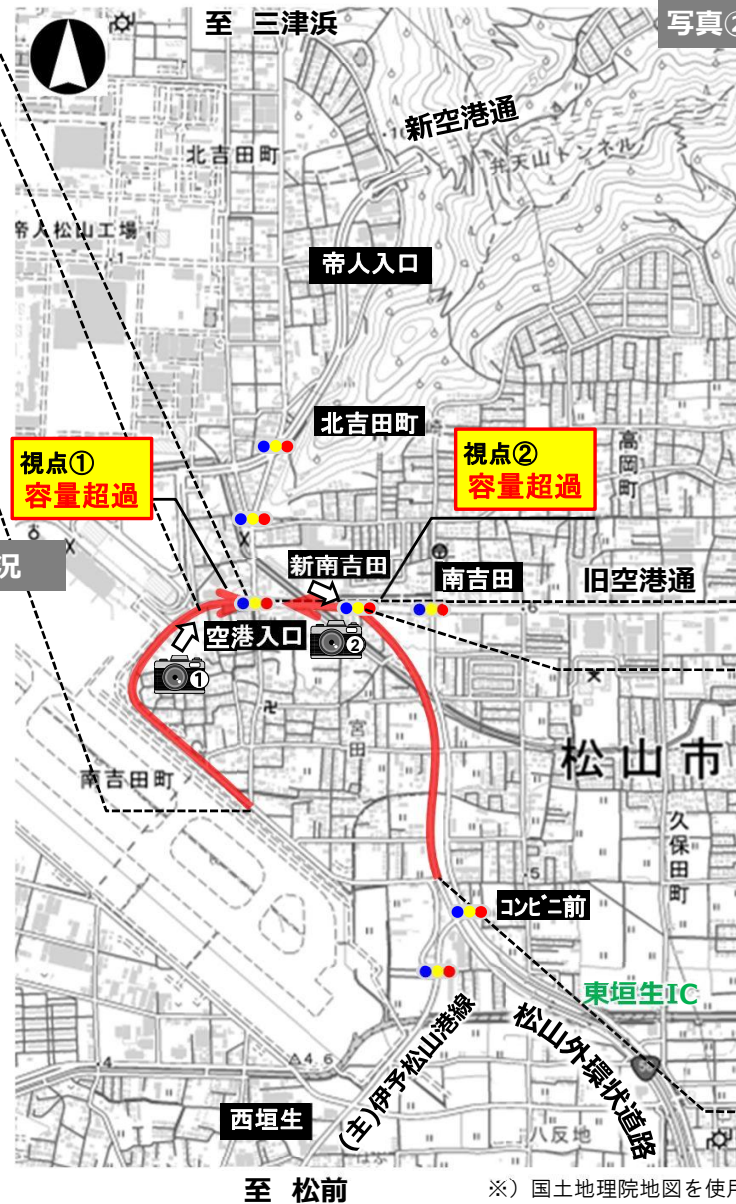 至 三津浜
写真②
新空港通
北吉田町
弁天山トンネル
帝人松山工場
帝人入口
北吉田町
視点①
容量超過
視点②
容量超過
高岡町
況
新南吉田
南吉田
旧空港通
空港入口
①
②
宮田
松山市
南吉田町
久保田町
5
コンビニ前
東垣生IC
松山外環状道路
(主)伊予松山港線
4.6
4
西垣生
八反地
至 松前
※）国土地理院地図を使用